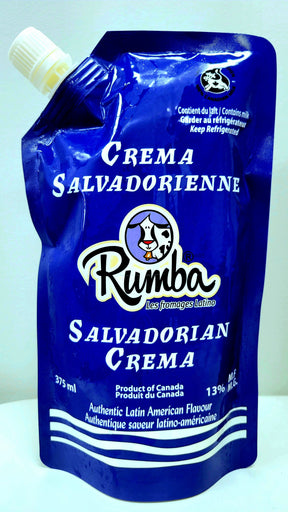 Contient du lait / Contains milk
Garder au réfrigérateur
Keep Refrigerated
CREMA
SALVADORIENNE
Rumba
Les fromages Latino
SALVADORIAN
CREMA
375 ml
Product of Canada
Produit du Canada
13% M.F.
Authentic Latin American Flavour
Authentique saveur latino-américaine